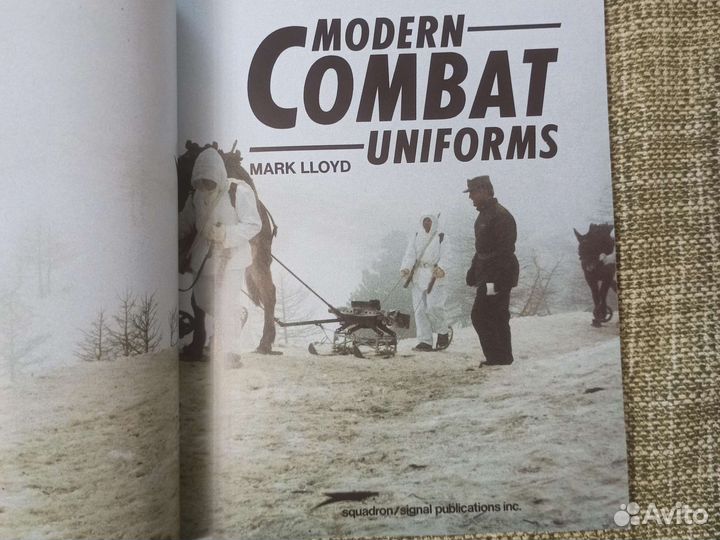 MODERN
COMBAT
UNIFORMS
MARK LLOYD
squadron/signal publications inc.
Avito